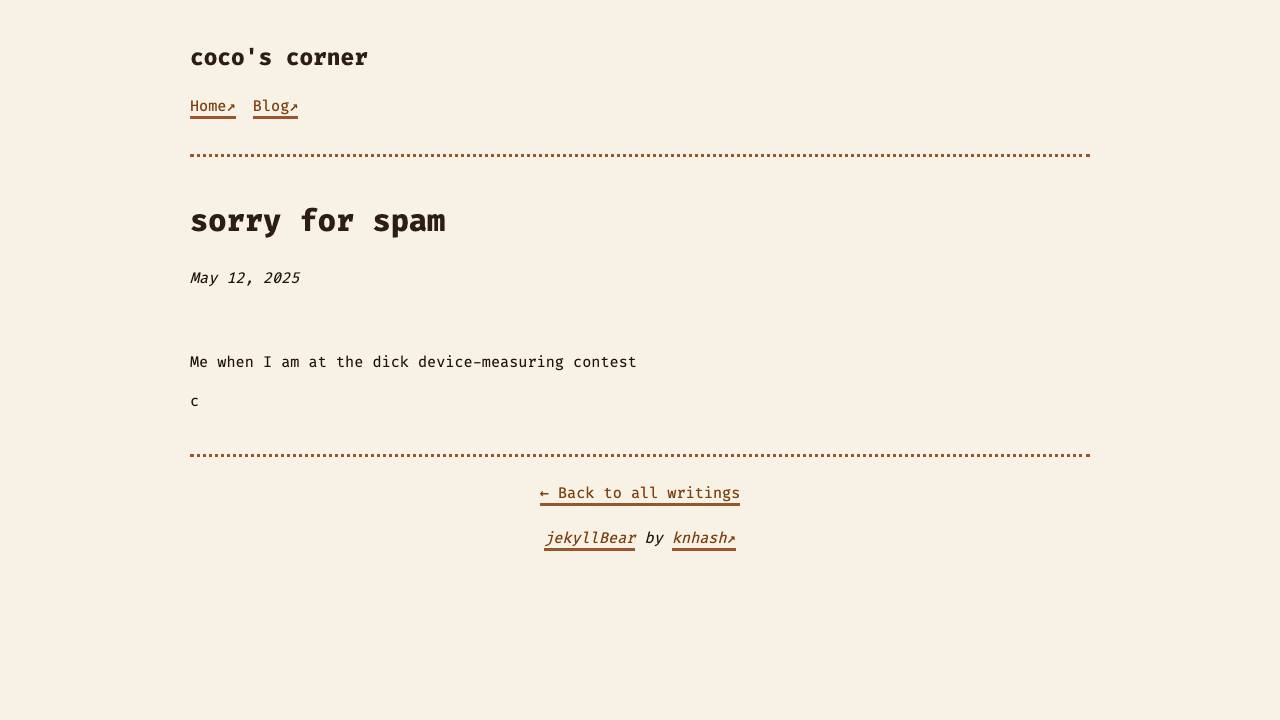 coco's corner
Home↗ Blog↗
sorry for spam
May 12, 2025
Me when I am at the dick device-measuring contest
c
← Back to all writings
jekyllBear by knhash↗